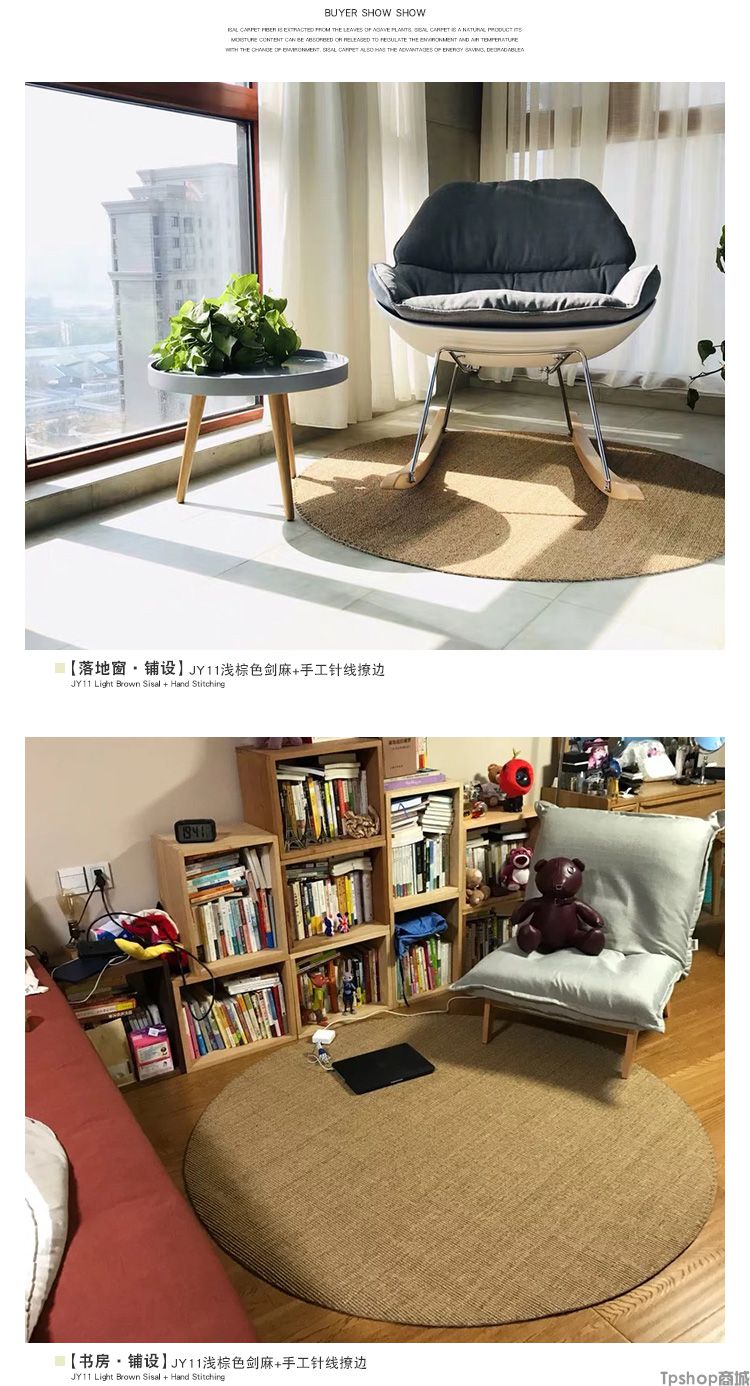 BUYER SHOW SHOW
ISAL CARPET FIBER IS EXTRACTED FROM THE LEAVES OF AGAVE PLANTS. SISAL CARPET IS A NATURAL PRODUCT ITS
MOISTURE CONTENT CAN BE ABSORBED OR RELEASED TO REGULATE THE ENVIRONMENT AND AIR TEMPERATURE
WITH THE CHANGE OF ENVIRONMENT. SISAL CARPET ALSO HAS THE ADVANTAGES OF ENERGY SAVING, DEGRADABLEA
【落地窗·铺设】JY11浅棕色剑麻+手工针线撩边
JY11 Light Brown Sisal + Hand Stitching
19:41
【书房·铺设】JY11浅棕色剑麻+手工针线撩边
JY11 Light Brown Sisal + Hand Stitching
Tpshop商城